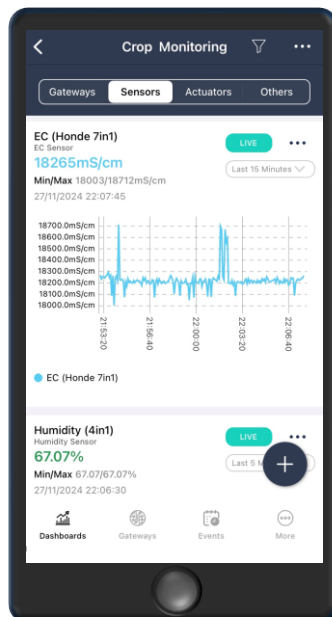 Crop Monitoring
Gateways Sensors Actuators Others
EC (Honde 7in1)
LIVE
EC Sensor
18265mS/cm
Last 15 Minutes
Min/Max 18003/18712mS/cm
27/11/2024 22:07:45
18700.0mS/cm
18600.0mS/cm
18500.0mS/cm
18400.0mS/cm
18300.0mS/cm
18200.0mS/cm
18100.0mS/cm
18000.0mS/cm
21:53:20
21:56:40
22:00:00
22:03:20
22:06:40
EC (Honde 7in1)
Humidity (4in1)
LIVE
Humidity Sensor
67.07%
Last 5 M
Min/Max 67.07/67.07%
27/11/2024 22:06:30
Dashboards Gateways Events More